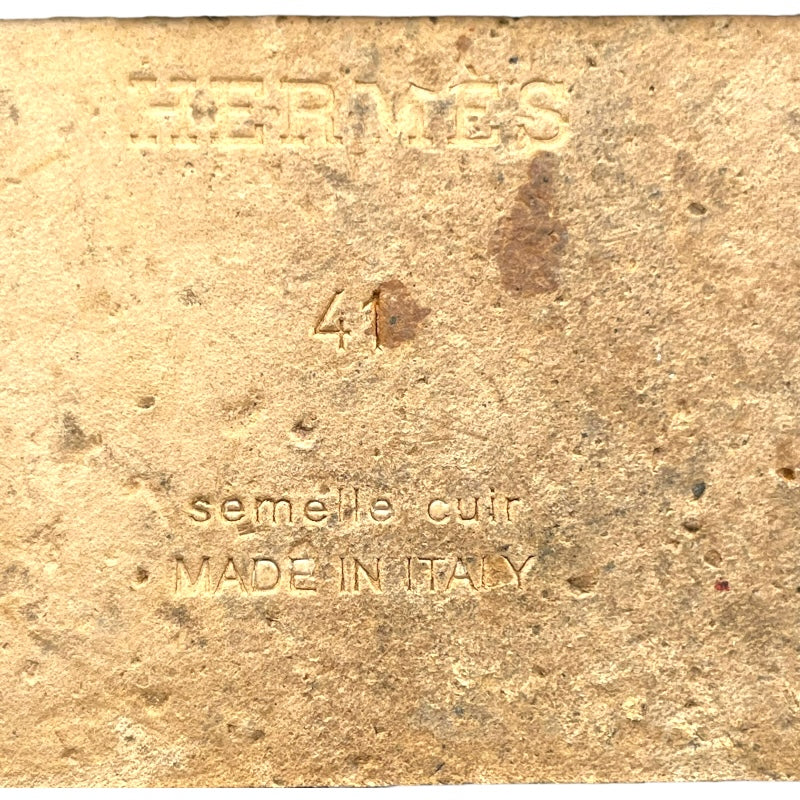 HERMÈS
41
semelle cuir
MADE IN ITALY